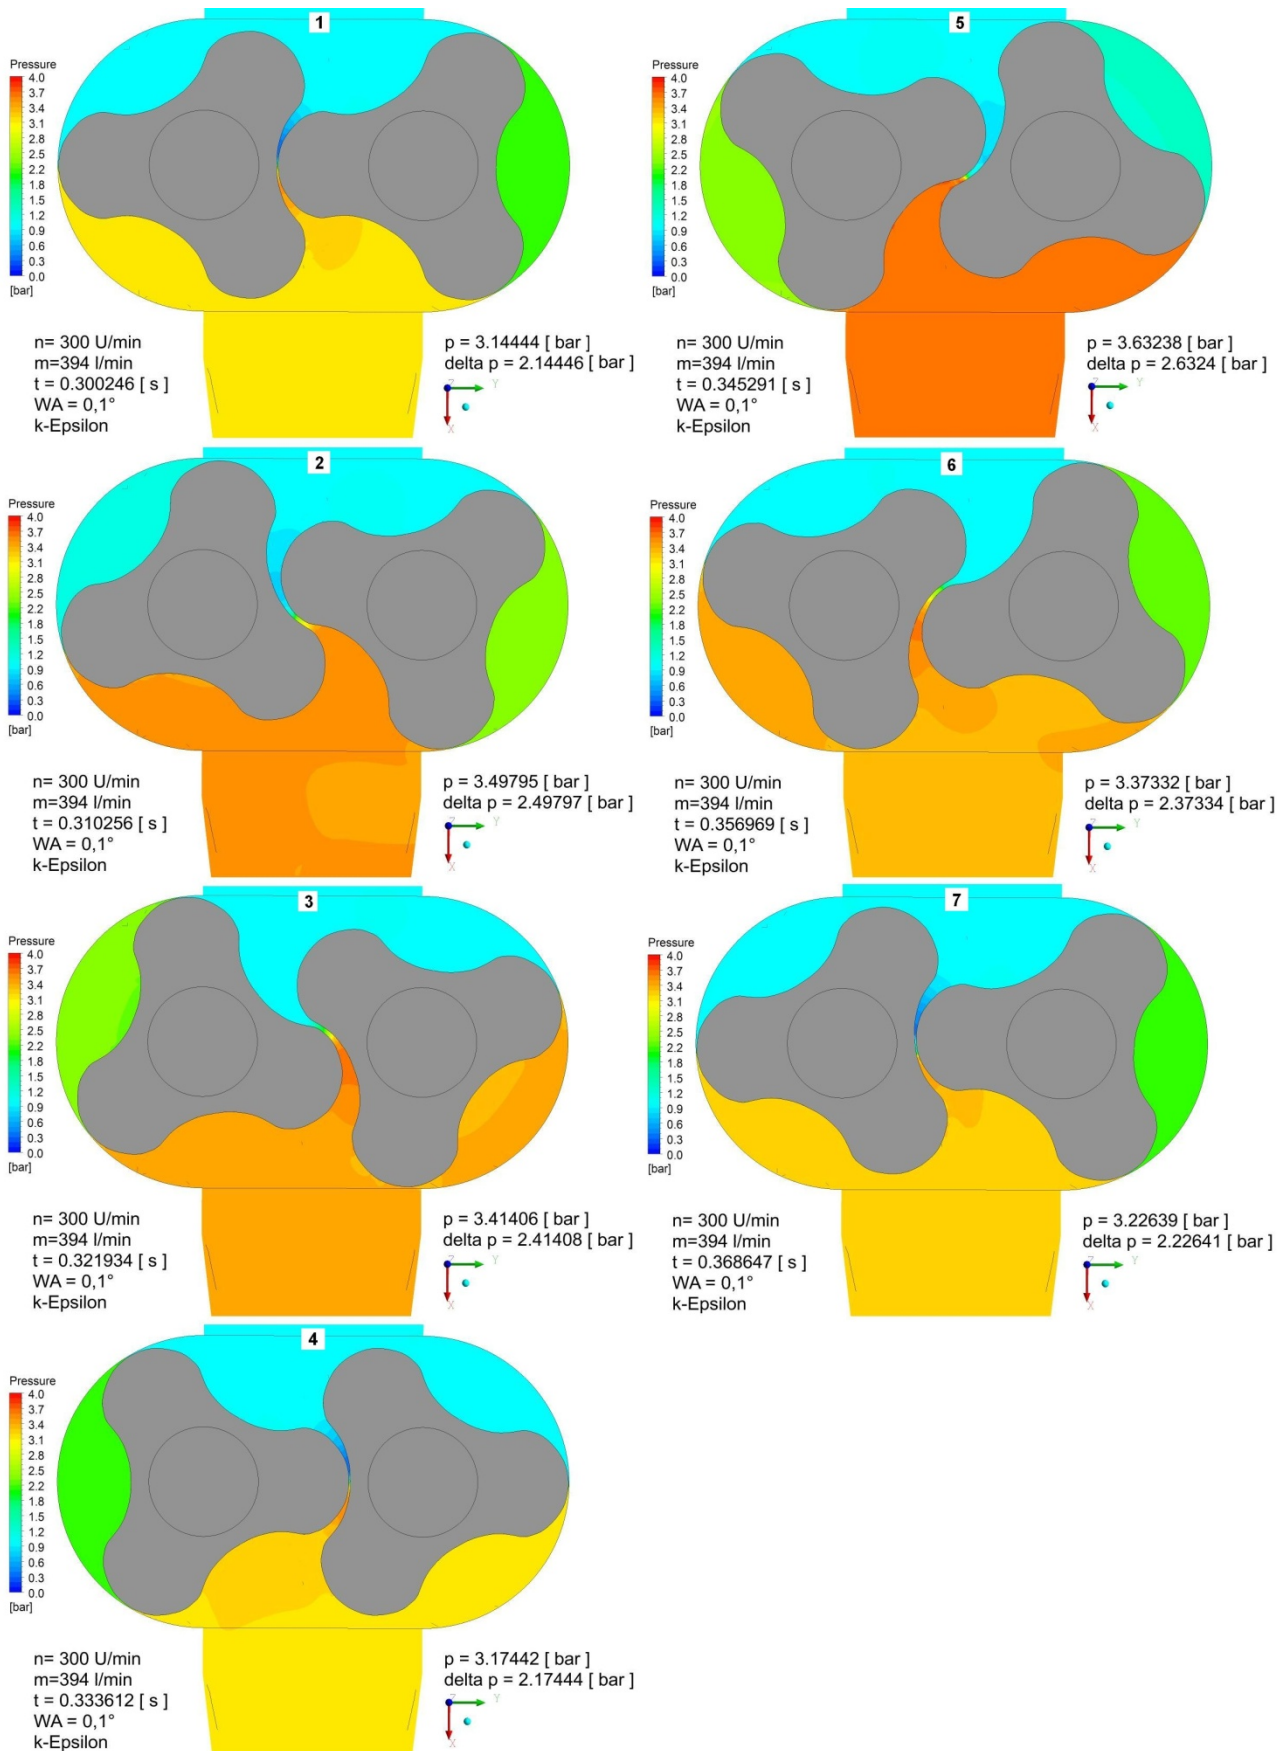 1
Pressure
4.0
3.7
3.4
3.1
2.8
2.5
2.2
1.8
1.5
1.2
0.9
0.6
0.3
0.0
[bar]
n= 300 U/min
m=394 l/min
t = 0.300246 [ s ]
WA = 0,1°
k-Epsilon
p = 3.14444 [ bar ]
delta p = 2.14446 [ bar ]
Z
Y
X
2
Pressure
4.0
3.7
3.4
3.1
2.8
2.5
2.2
1.8
1.5
1.2
0.9
0.6
0.3
0.0
[bar]
n= 300 U/min
m=394 l/min
t = 0.310256 [ s ]
WA = 0,1°
k-Epsilon
p = 3.49795 [ bar ]
delta p = 2.49797 [ bar ]
Z
Y
X
3
Pressure
4.0
3.7
3.4
3.1
2.8
2.5
2.2
1.8
1.5
1.2
0.9
0.6
0.3
0.0
[bar]
n= 300 U/min
m=394 l/min
t = 0.321934 [ s ]
WA = 0,1°
k-Epsilon
p = 3.41406 [ bar ]
delta p = 2.41408 [ bar ]
Z
Y
X
4
Pressure
4.0
3.7
3.4
3.1
2.8
2.5
2.2
1.8
1.5
1.2
0.9
0.6
0.3
0.0
[bar]
n= 300 U/min
m=394 l/min
t = 0.333612 [ s ]
WA = 0,1°
k-Epsilon
p = 3.17442 [ bar ]
delta p = 2.17444 [ bar ]
Z
Y
X
5
Pressure
4.0
3.7
3.4
3.1
2.8
2.5
2.2
1.8
1.5
1.2
0.9
0.6
0.3
0.0
[bar]
n= 300 U/min
m=394 l/min
t = 0.345291 [ s ]
WA = 0,1°
k-Epsilon
p = 3.63238 [ bar ]
delta p = 2.6324 [ bar ]
Z
Y
X
6
Pressure
4.0
3.7
3.4
3.1
2.8
2.5
2.2
1.8
1.5
1.2
0.9
0.6
0.3
0.0
[bar]
n= 300 U/min
m=394 l/min
t = 0.356969 [ s ]
WA = 0,1°
k-Epsilon
p = 3.37332 [ bar ]
delta p = 2.37334 [ bar ]
Z
Y
X
7
Pressure
4.0
3.7
3.4
3.1
2.8
2.5
2.2
1.8
1.5
1.2
0.9
0.6
0.3
0.0
[bar]
n= 300 U/min
m=394 l/min
t = 0.368647 [ s ]
WA = 0,1°
k-Epsilon
p = 3.22639 [ bar ]
delta p = 2.22641 [ bar ]
Z
Y
X